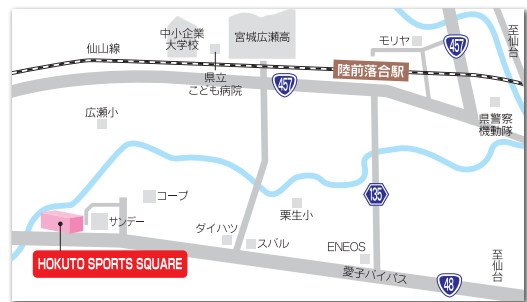 中小企業
大学校
宮城広瀬高
モリヤ
457
至仙台
仙山線
県立
こども病院
457
陸前落合駅
県警察
機動隊
広瀬小
135
コープ
サンデー
栗生小
ダイハツ
スバル
ENEOS
愛子バイパス
至仙台
48
HOKUTO SPORTS SQUARE